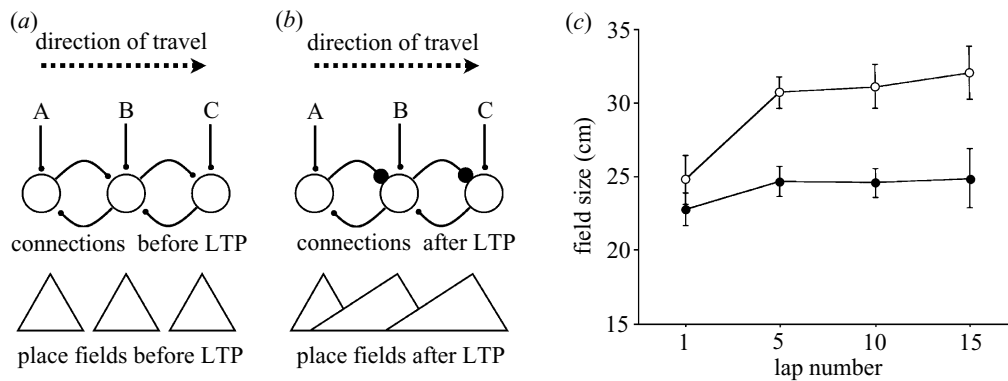 (a)
direction of travel
A B C
connections before LTP
place fields before LTP
(b)
direction of travel
A B C
connections after LTP
place fields after LTP
(c)
35
30
25
20
15
field size (cm)
1 5 10 15
lap number